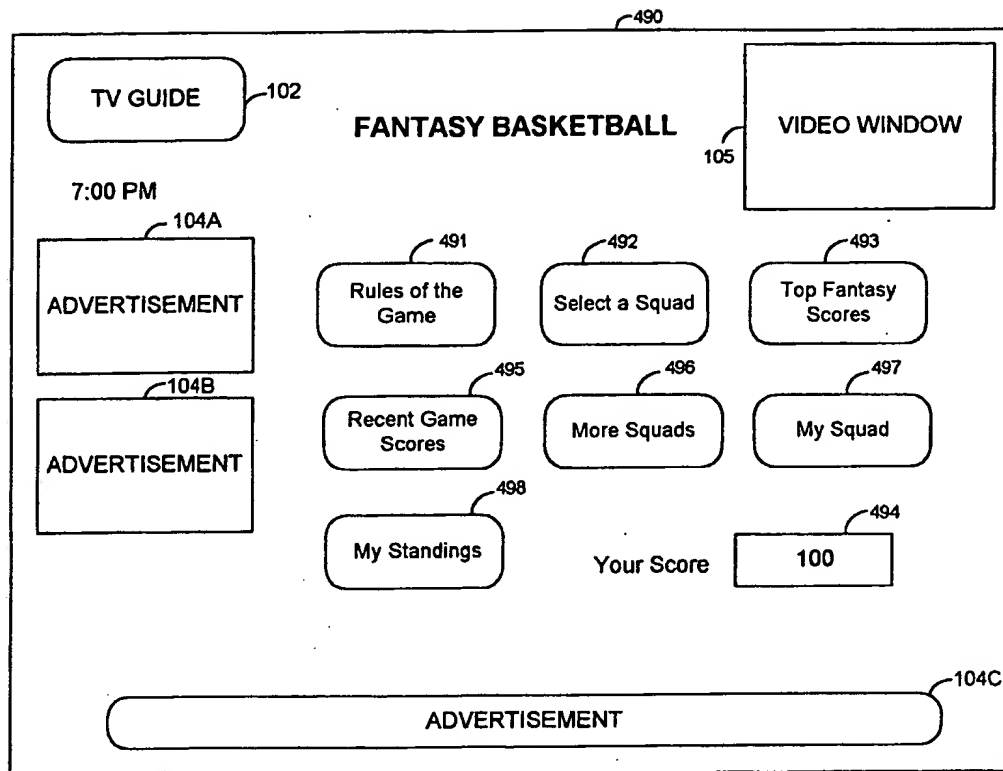 490
TV GUIDE
102
FANTASY BASKETBALL
VIDEO WINDOW
105
7:00 PM
104A
ADVERTISEMENT
491
Rules of the
Game
492
Select a Squad
493
Top Fantasy
Scores
104B
ADVERTISEMENT
495
Recent Game
Scores
496
More Squads
497
My Squad
498
My Standings
Your Score
494
100
104C
ADVERTISEMENT